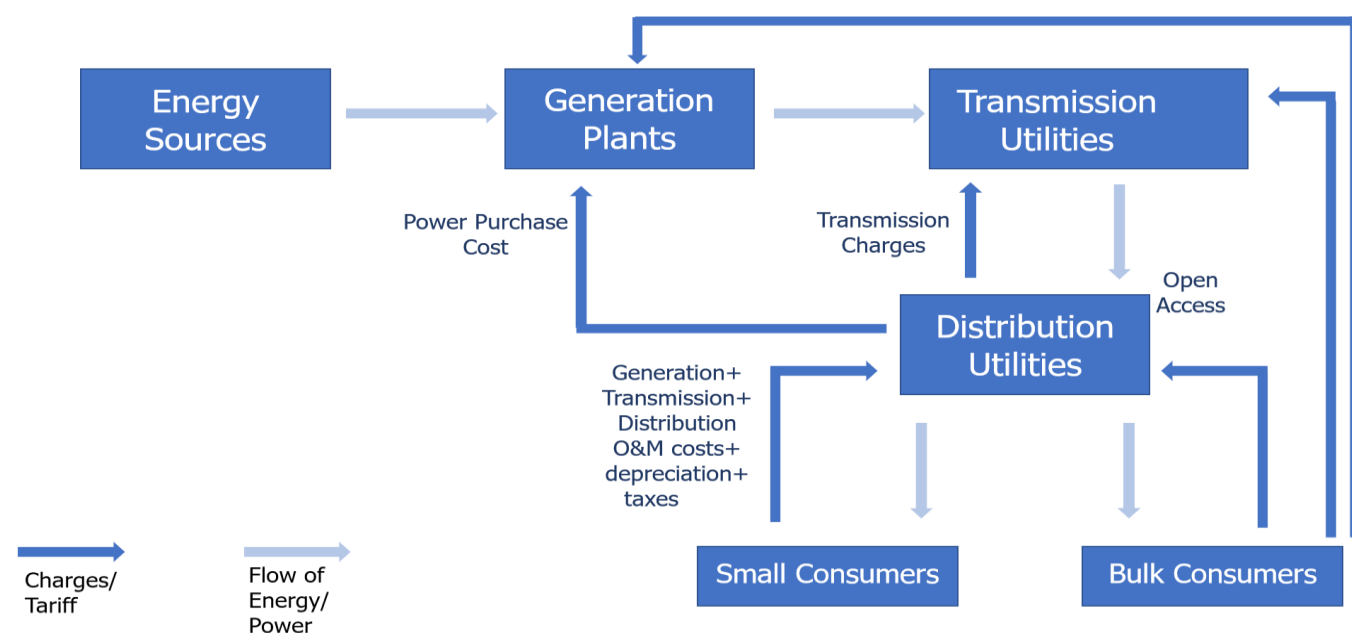 Energy
Sources
Generation
Plants
Transmission
Utilities
Power Purchase
Cost
Transmission
Charges
Open
Access
Distribution
Utilities
Generation+
Transmission+
Distribution
O&M costs+
depreciation+
taxes
Small Consumers
Bulk Consumers
Charges/
Tariff
Flow of
Energy/
Power